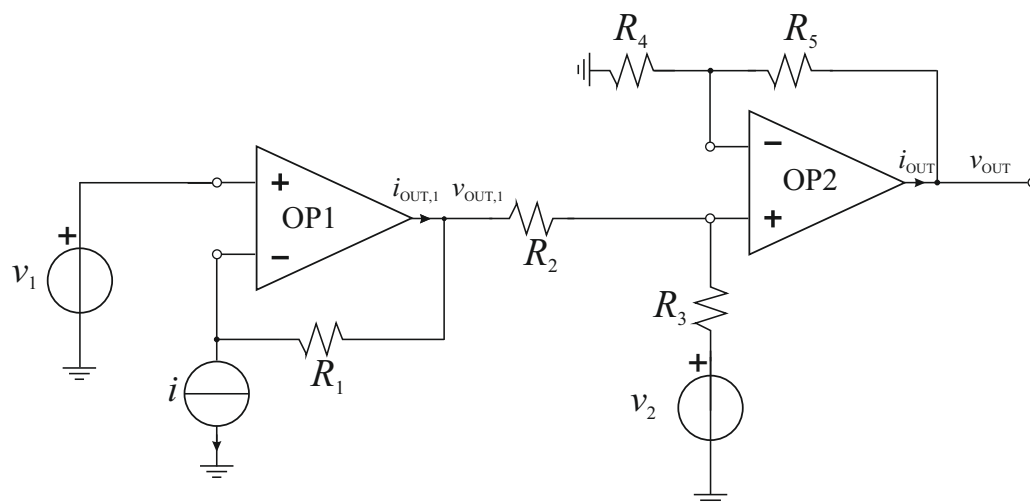 R4
R5
−
OP2
iOUT
vOUT
+
+
OP1
iOUT,1
vOUT,1
−
R2
+
v1
R3
R1
i
+
v2